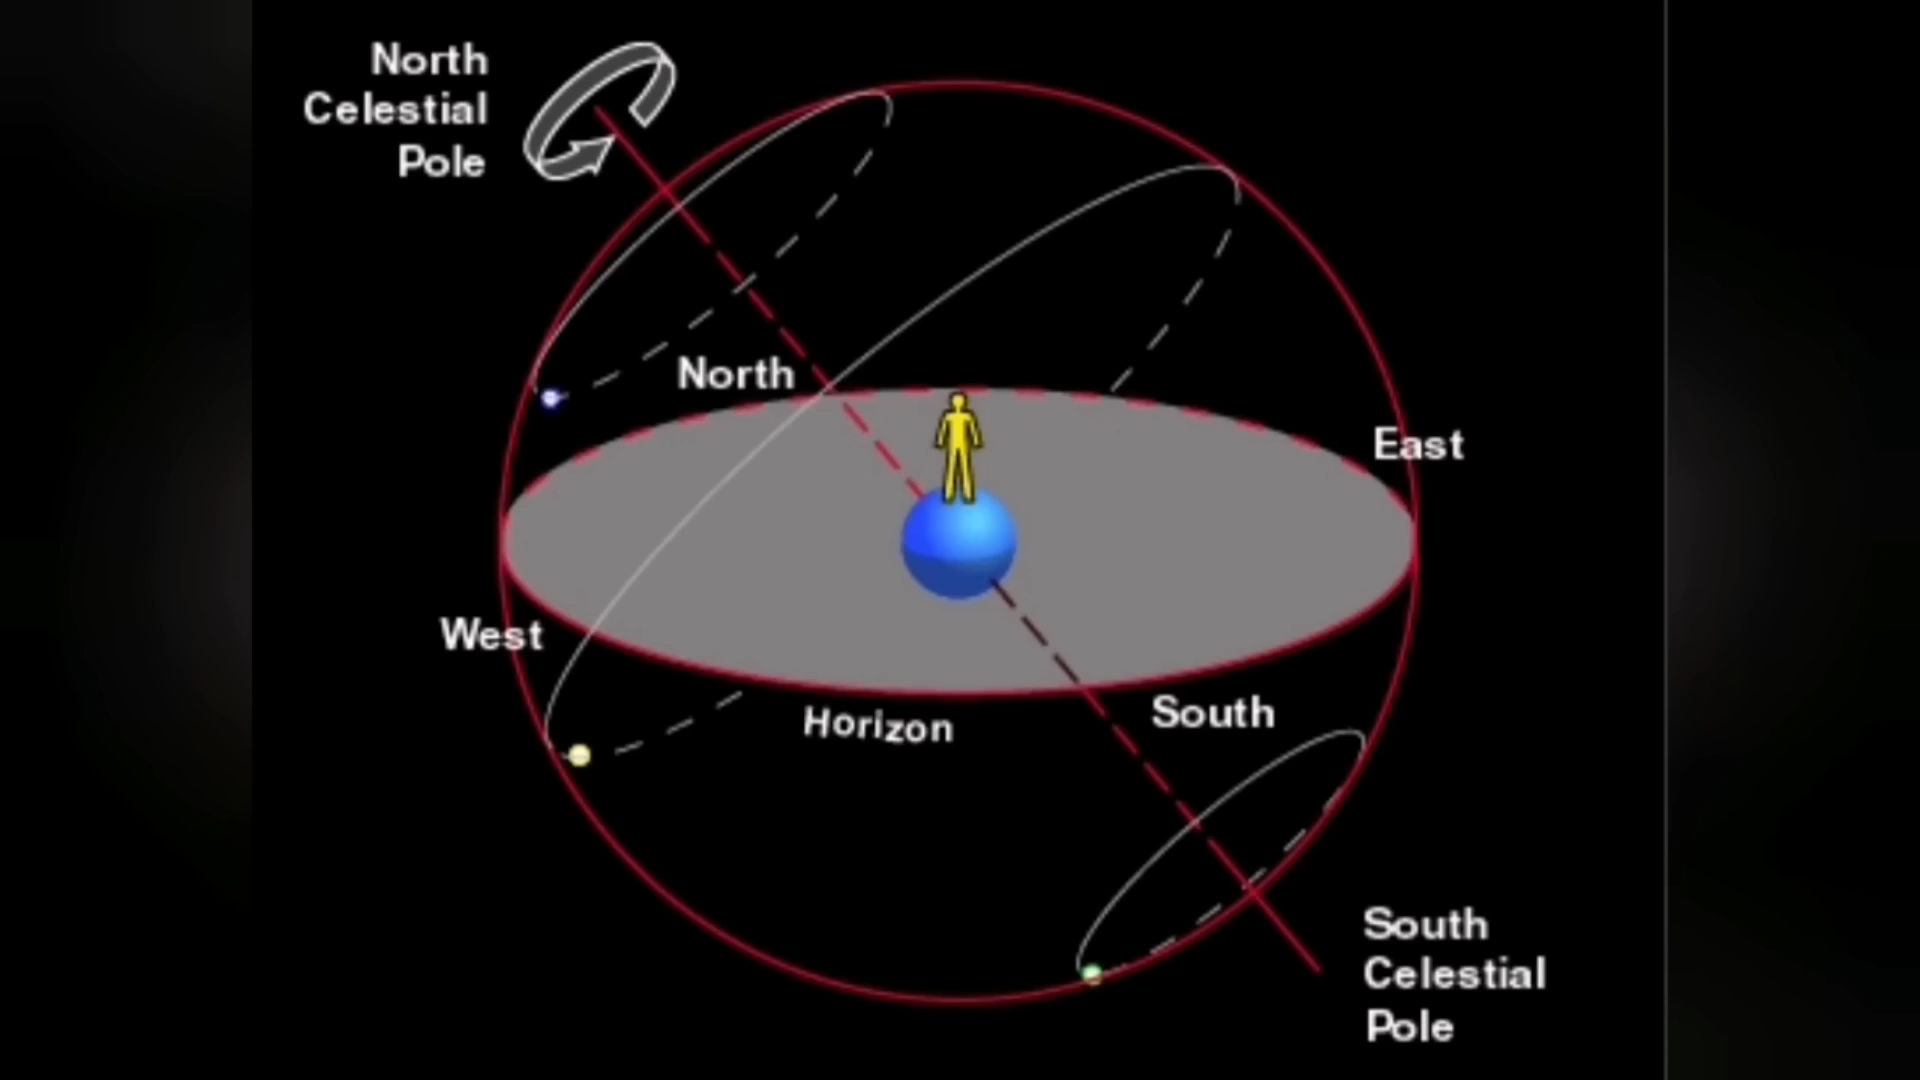 North
Celestial
Pole
North
East
West
South
Horizon
South
Celestial
Pole